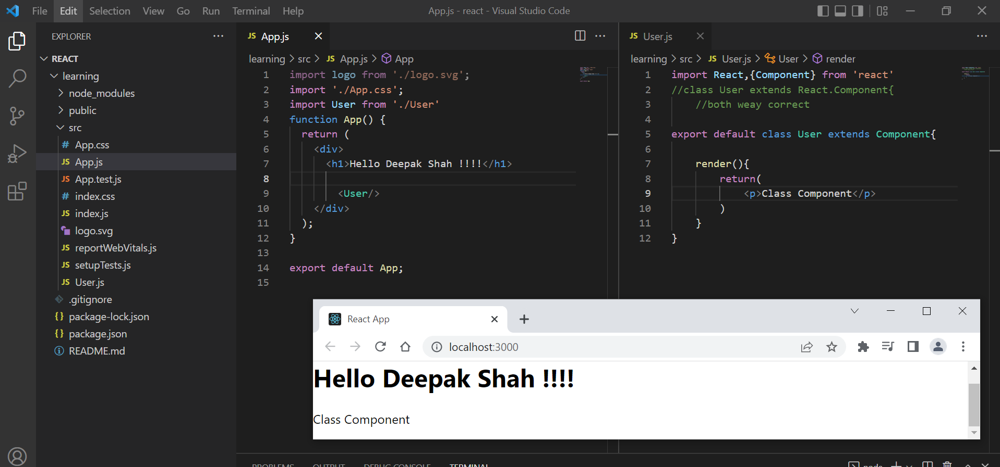 File Edit Selection View Go Run Terminal Help
App.js - react - Visual Studio Code
EXPLORER
REACT
learning
node_modules
public
src
# App.css
JS App.js
JS App.test.js
# index.css
JS index.js
logo.svg
JS reportWebVitals.js
JS setupTests.js
JS User.js
.gitignore
{} package-lock.json
{} package.json
README.md
JS App.js
learning > src > JS App.js > App
1 import logo from './logo.svg';
2 import './App.css';
3 import User from './User'
4 function App() {
5 return (
6 <div>
7 <h1>Hello Deepak Shah !!!!</h1>
8
9 <User/>
10 </div>
11 );
12 }
13
14 export default App;
15
JS User.js
learning > src > JS User.js > User > render
1 import React,{Component} from 'react'
2 //class User extends React.Component{
3 //both weay correct
4
5 export default class User extends Component{
6
7 render(){
8 return(
9 <p>Class Component</p>
10 )
11 }
12 }
React App
localhost:3000
Hello Deepak Shah !!!!
Class Component
PROBLEMS OUTPUT DEBUG CONSOLE TERMINAL
node